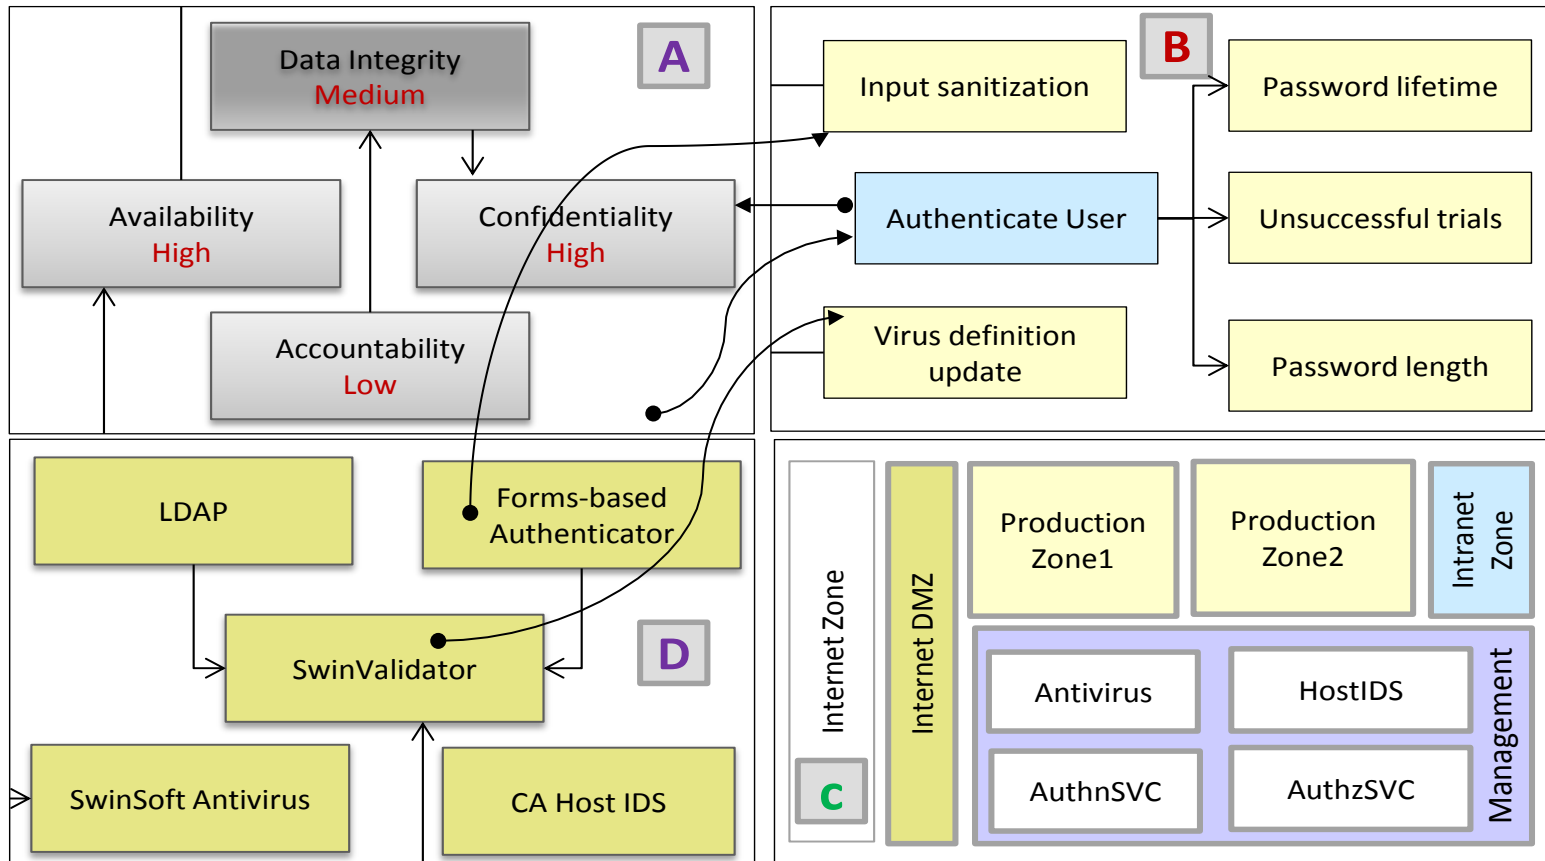 A
Data Integrity
Medium
Availability
High
Confidentiality
High
Accountability
Low
B
Input sanitization
Password lifetime
Authenticate User
Unsuccessful trials
Virus definition
update
Password length
LDAP
Forms-based
Authenticator
SwinValidator
D
SwinSoft Antivirus
CA Host IDS
Internet Zone
c
Internet DMZ
Production
Zone1
Production
Zone2
Intranet
Zone
Antivirus
HostIDS
AuthnSVC
AuthzSVC
Management